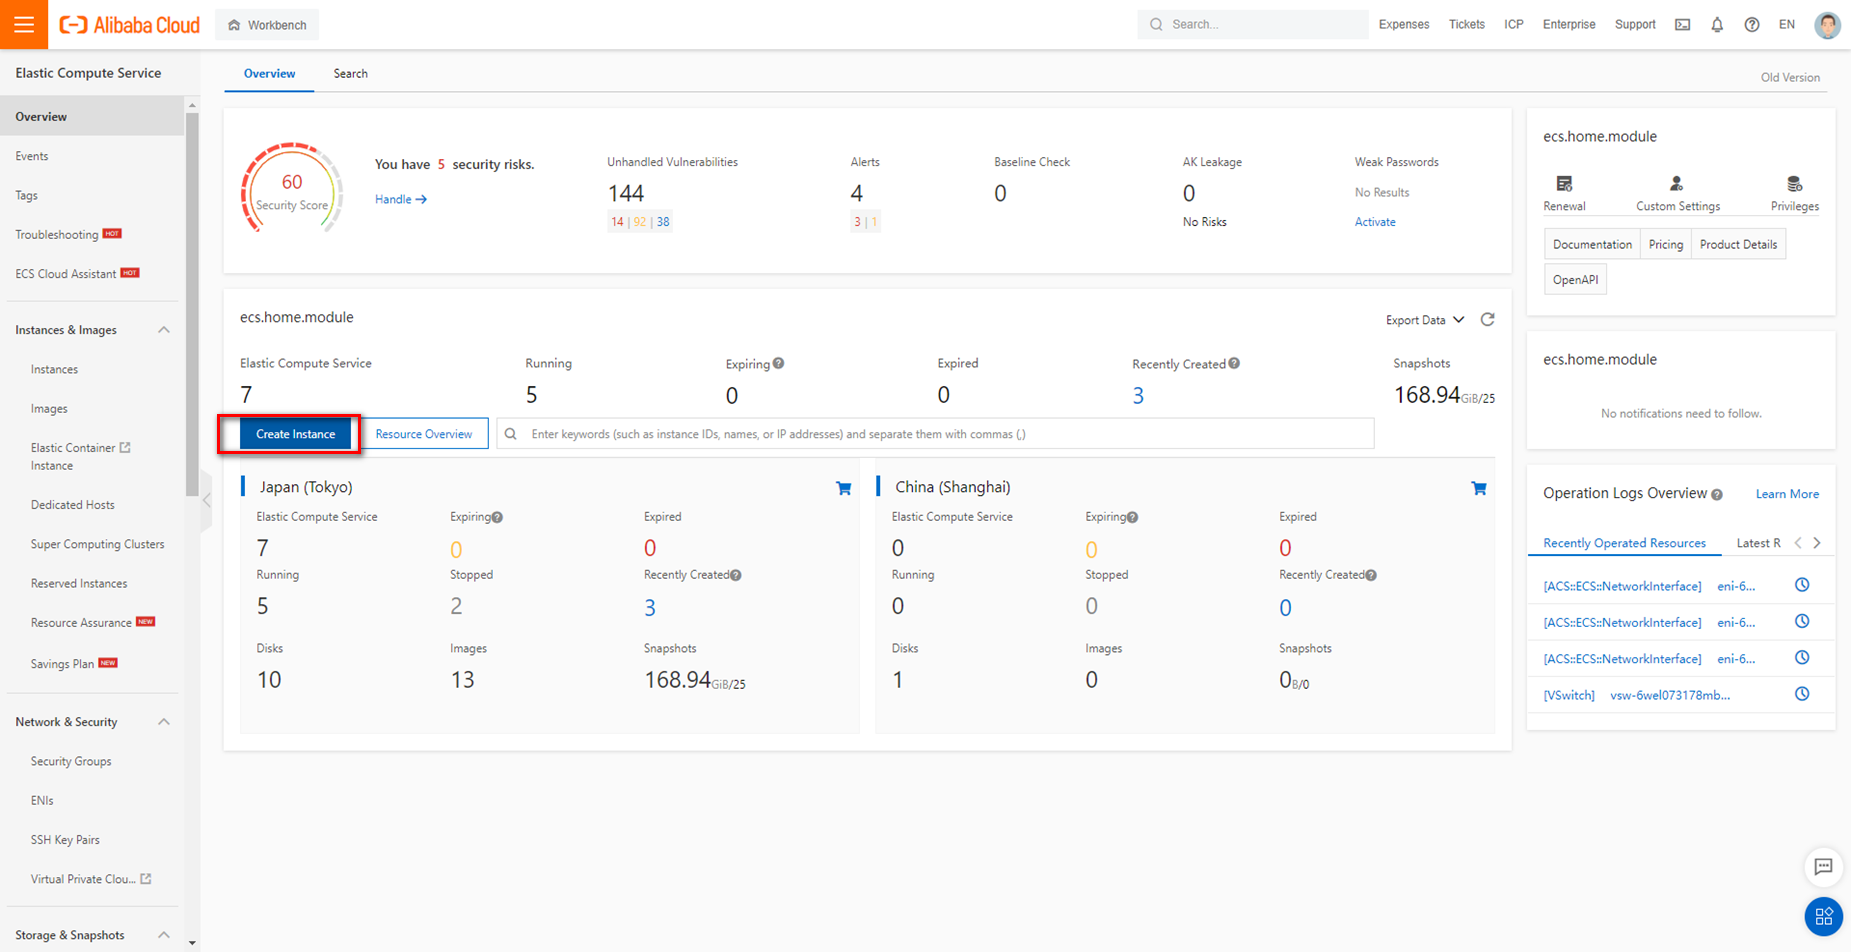 Alibaba Cloud
Workbench
Search...
Expenses
Tickets
ICP
Enterprise
Support
EN
Elastic Compute Service
Overview
Events
Tags
Troubleshooting HOT
ECS Cloud Assistant HOT
Instances & Images
Instances
Images
Elastic Container
Instance
Dedicated Hosts
Super Computing Clusters
Reserved Instances
Resource Assurance NEW
Savings Plan NEW
Network & Security
Security Groups
ENIs
SSH Key Pairs
Virtual Private Clou...
Storage & Snapshots
Overview
Search
Old Version
60
Security Score
You have 5 security risks.
Handle
Unhandled Vulnerabilities
144
14 | 92 | 38
Alerts
4
3 | 1
Baseline Check
0
AK Leakage
0
No Risks
Weak Passwords
No Results
Activate
ecs.home.module
Export Data
Elastic Compute Service
7
Running
5
Expiring
0
Expired
0
Recently Created
3
Snapshots
168.94GiB/25
Create Instance
Resource Overview
Enter keywords (such as instance IDs, names, or IP addresses) and separate them with commas (,)
Japan (Tokyo)
Elastic Compute Service
7
Expiring
0
Expired
0
Running
5
Stopped
2
Recently Created
3
Disks
10
Images
13
Snapshots
168.94GiB/25
China (Shanghai)
Elastic Compute Service
0
Expiring
0
Expired
0
Running
0
Stopped
0
Recently Created
0
Disks
1
Images
0
Snapshots
0B/0
ecs.home.module
Renewal
Custom Settings
Privileges
Documentation
Pricing
Product Details
OpenAPI
ecs.home.module
No notifications need to follow.
Operation Logs Overview
Learn More
Recently Operated Resources
Latest R
[ACS::ECS::NetworkInterface] eni-6...
[ACS::ECS::NetworkInterface] eni-6...
[ACS::ECS::NetworkInterface] eni-6...
[VSwitch] vsw-6wel073178mb...